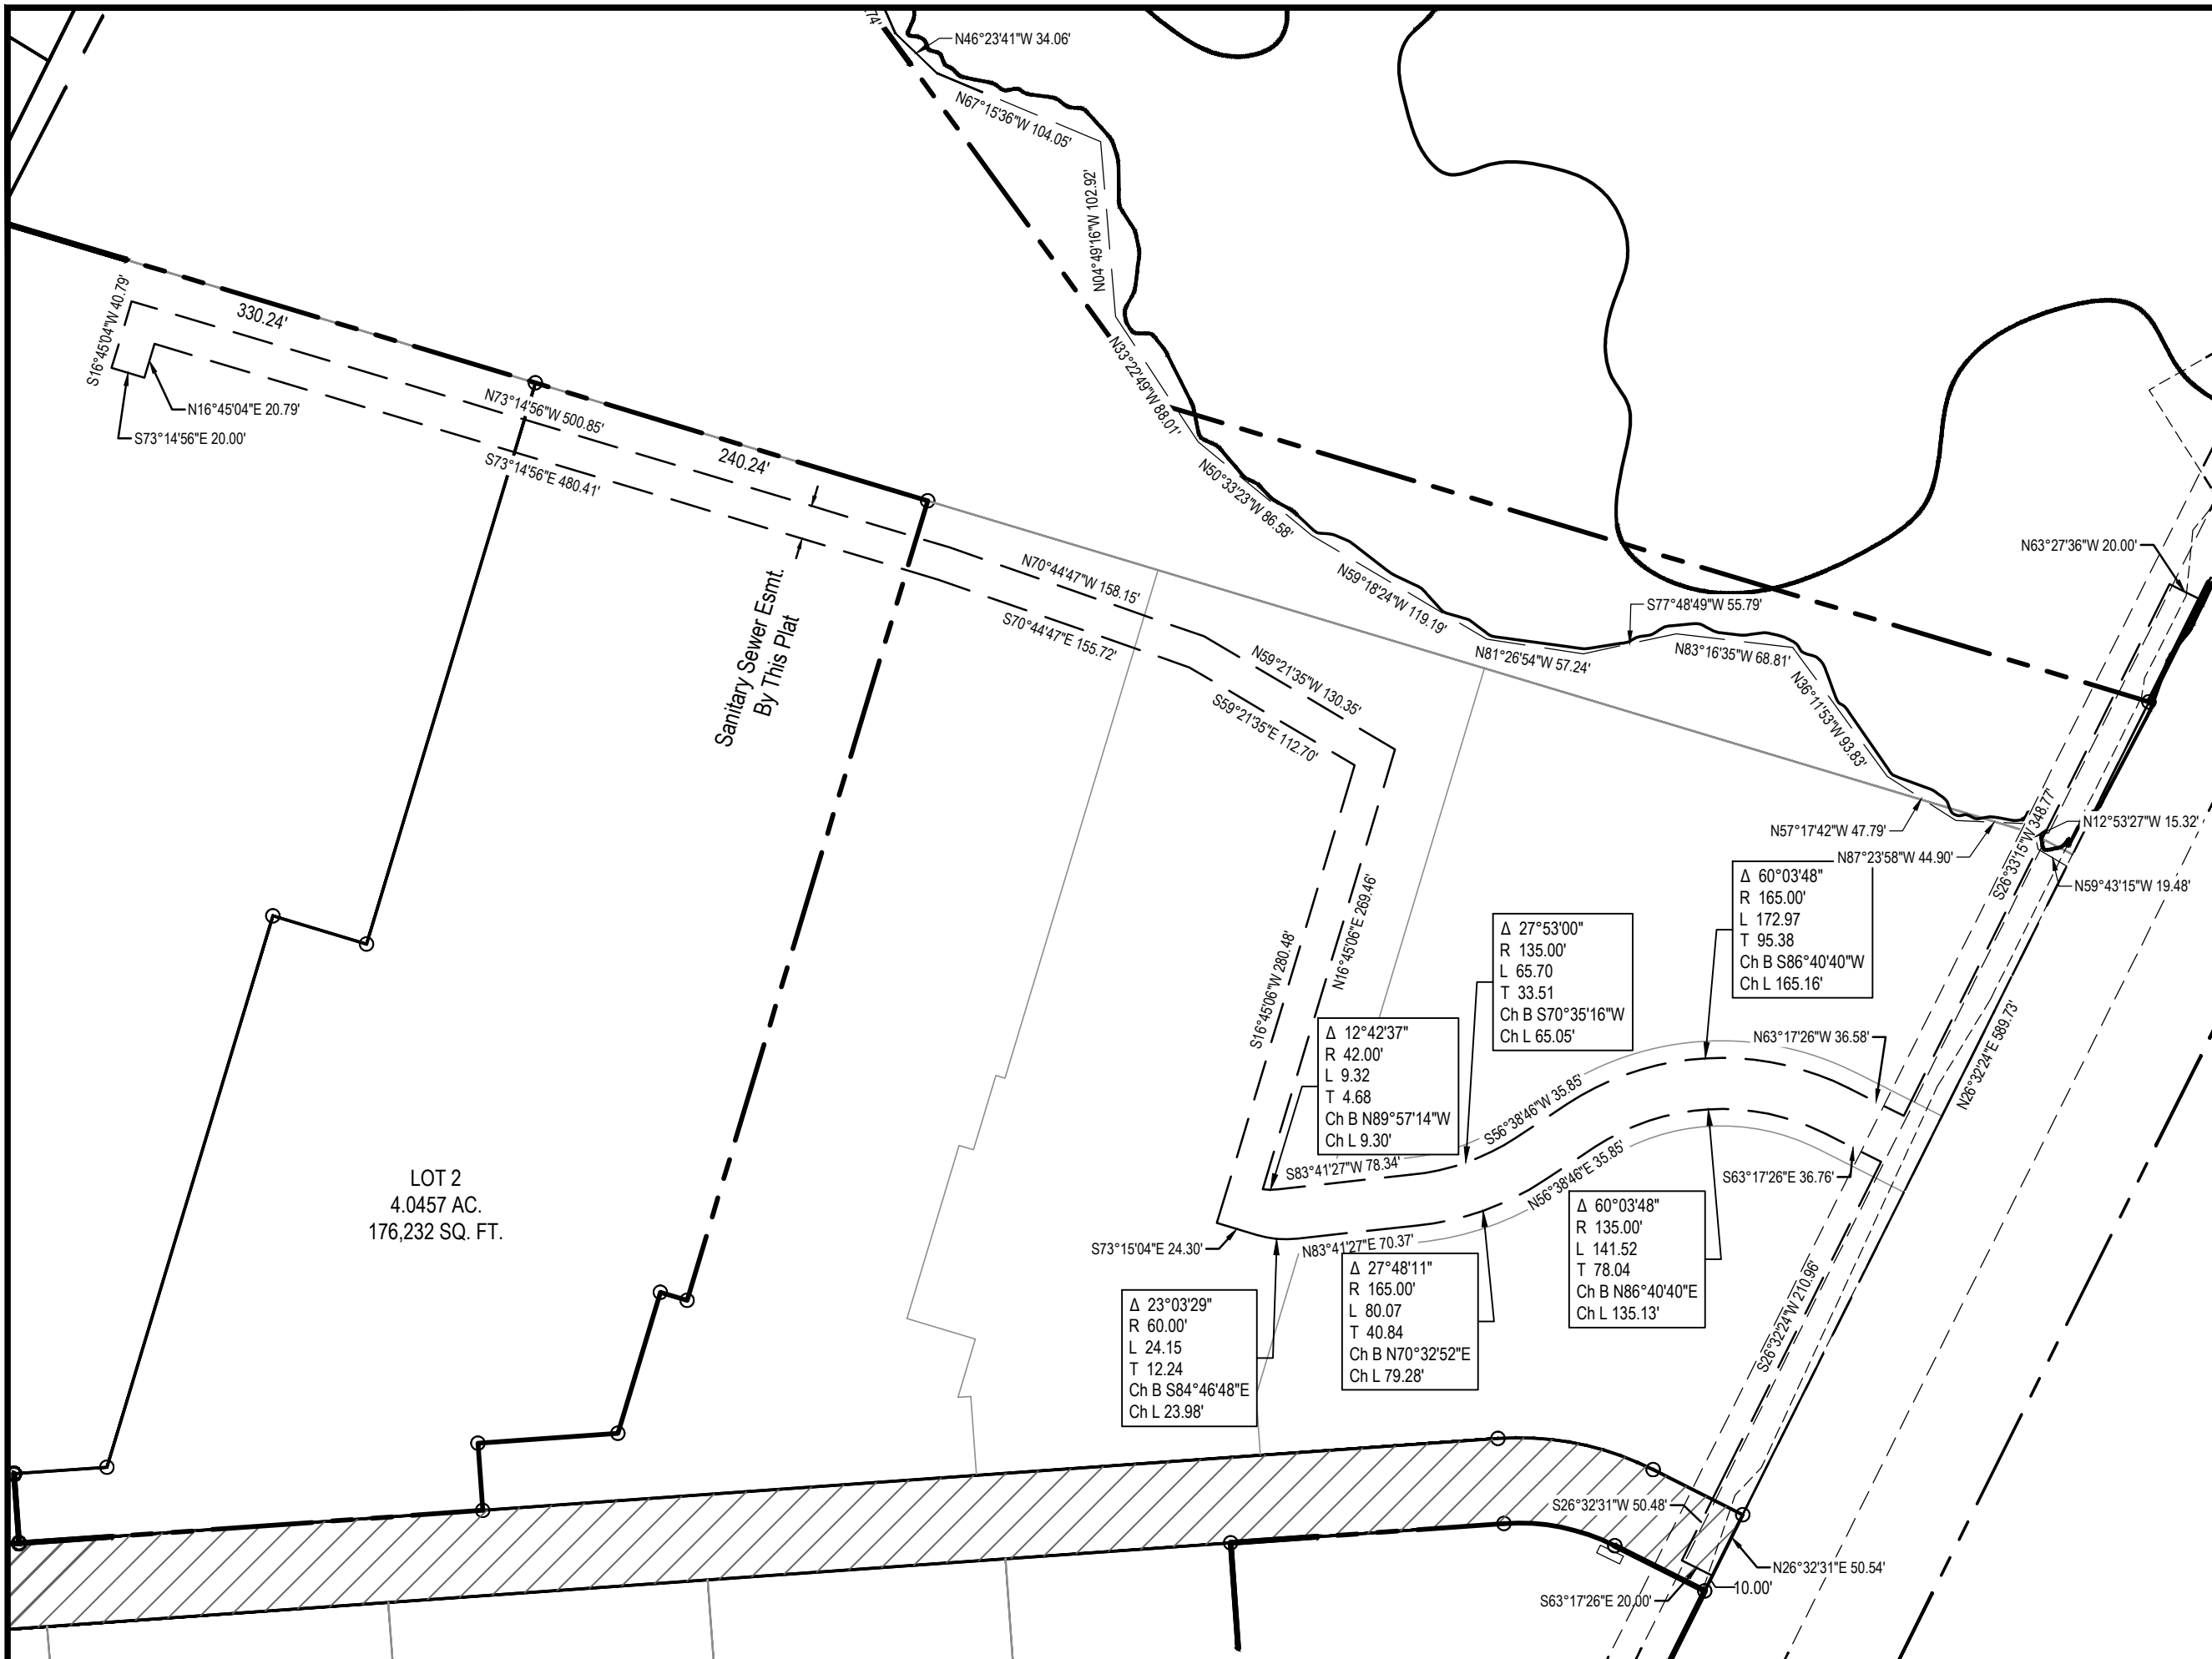 74'
N46°23'41"W 34.06'
N67°15'36"W 104.05'
N04°49'16"W 102.92'
N33°22'49"W 88.01'
N50°33'23"W 86.58'
N59°18'24"W 119.19'
N81°26'54"W 57.24'
S77°48'49"W 55.79'
N83°16'35"W 68.81'
N36°11'53"W 93.83'
N63°27'36"W 20.00'
N57°17'42"W 47.79'
N87°23'58"W 44.90'
N12°53'27"W 15.32'
N59°43'15"W 19.48'
S26°33'15"W 348.77'
N26°32'24"E 589.73'
330.24'
240.24'
S16°45'04"W 40.79'
N16°45'04"E 20.79'
S73°14'56"E 20.00'
N73°14'56"W 500.85'
S73°14'56"E 480.41'
Sanitary Sewer Esmt.
By This Plat
N70°44'47"W 158.15'
S70°44'47"E 155.72'
N59°21'35"W 130.35'
S59°21'35"E 112.70'
S16°45'06"W 280.48'
N16°45'06"E 269.46'
Δ 60°03'48"
R 165.00'
L 172.97
T 95.38
Ch B S86°40'40"W
Ch L 165.16'
Δ 27°53'00"
R 135.00'
L 65.70
T 33.51
Ch B S70°35'16"W
Ch L 65.05'
Δ 12°42'37"
R 42.00'
L 9.32
T 4.68
Ch B N89°57'14"W
Ch L 9.30'
N63°17'26"W 36.58'
S56°38'46"W 35.85'
S83°41'27"W 78.34'
N56°38'46"E 35.85'
S63°17'26"E 36.76'
S73°15'04"E 24.30'
N83°41'27"E 70.37'
Δ 60°03'48"
R 135.00'
L 141.52
T 78.04
Ch B N86°40'40"E
Ch L 135.13'
Δ 27°48'11"
R 165.00'
L 80.07
T 40.84
Ch B N70°32'52"E
Ch L 79.28'
Δ 23°03'29"
R 60.00'
L 24.15
T 12.24
Ch B S84°46'48"E
Ch L 23.98'
LOT 2
4.0457 AC.
176,232 SQ. FT.
S26°32'24"W 210.96'
S26°32'31"W 50.48'
N26°32'31"E 50.54'
10.00'
S63°17'26"E 20.00'